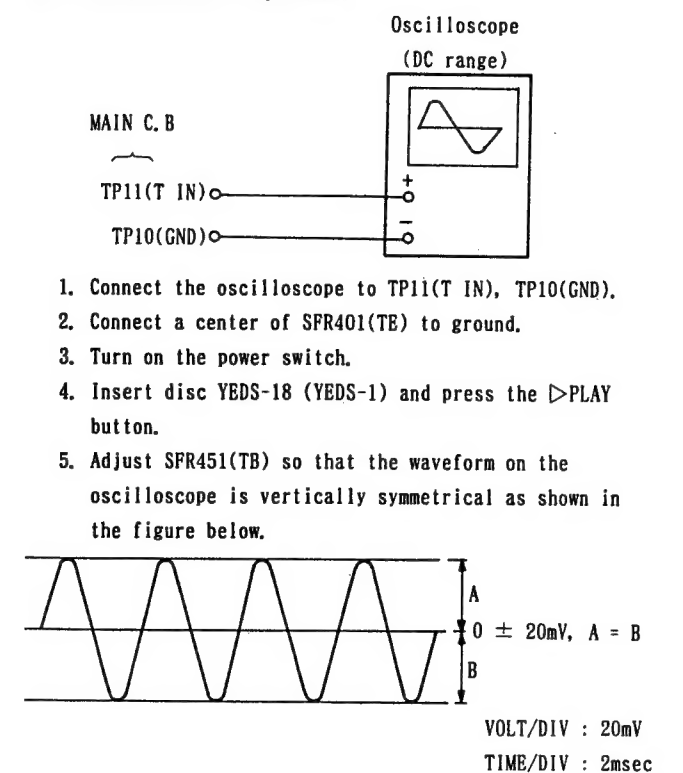 Oscilloscope
(DC range)
MAIN C.B
TP11(T IN)
+
TP10(GND)
−
1. Connect the oscilloscope to TP11(T IN), TP10(GND).
2. Connect a center of SFR401(TE) to ground.
3. Turn on the power switch.
4. Insert disc YEDS-18 (YEDS-1) and press the ▷PLAY
button.
5. Adjust SFR451(TB) so that the waveform on the
oscilloscope is vertically symmetrical as shown in
the figure below.
A
0 ± 20mV, A = B
B
VOLT/DIV : 20mV
TIME/DIV : 2msec